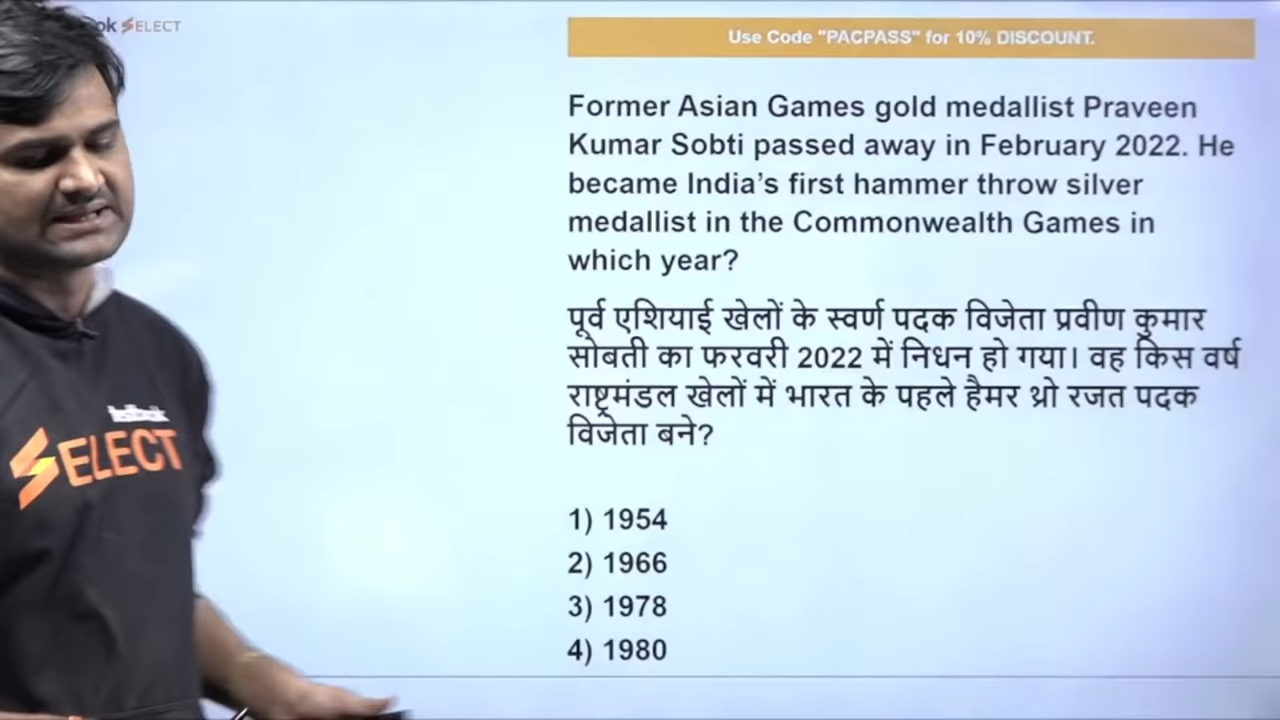 ok SELECT
Use Code "PACPASS" for 10% DISCOUNT.
Former Asian Games gold medallist Praveen
Kumar Sobti passed away in February 2022. He
became India’s first hammer throw silver
medallist in the Commonwealth Games in
which year?
पूर्व एशियाई खेलों के स्वर्ण पदक विजेता प्रवीण कुमार
सोबती का फरवरी 2022 में निधन हो गया। वह किस वर्ष
राष्ट्रमंडल खेलों में भारत के पहले हैमर थ्रो रजत पदक
विजेता बने?
1) 1954
2) 1966
3) 1978
4) 1980
SELECT